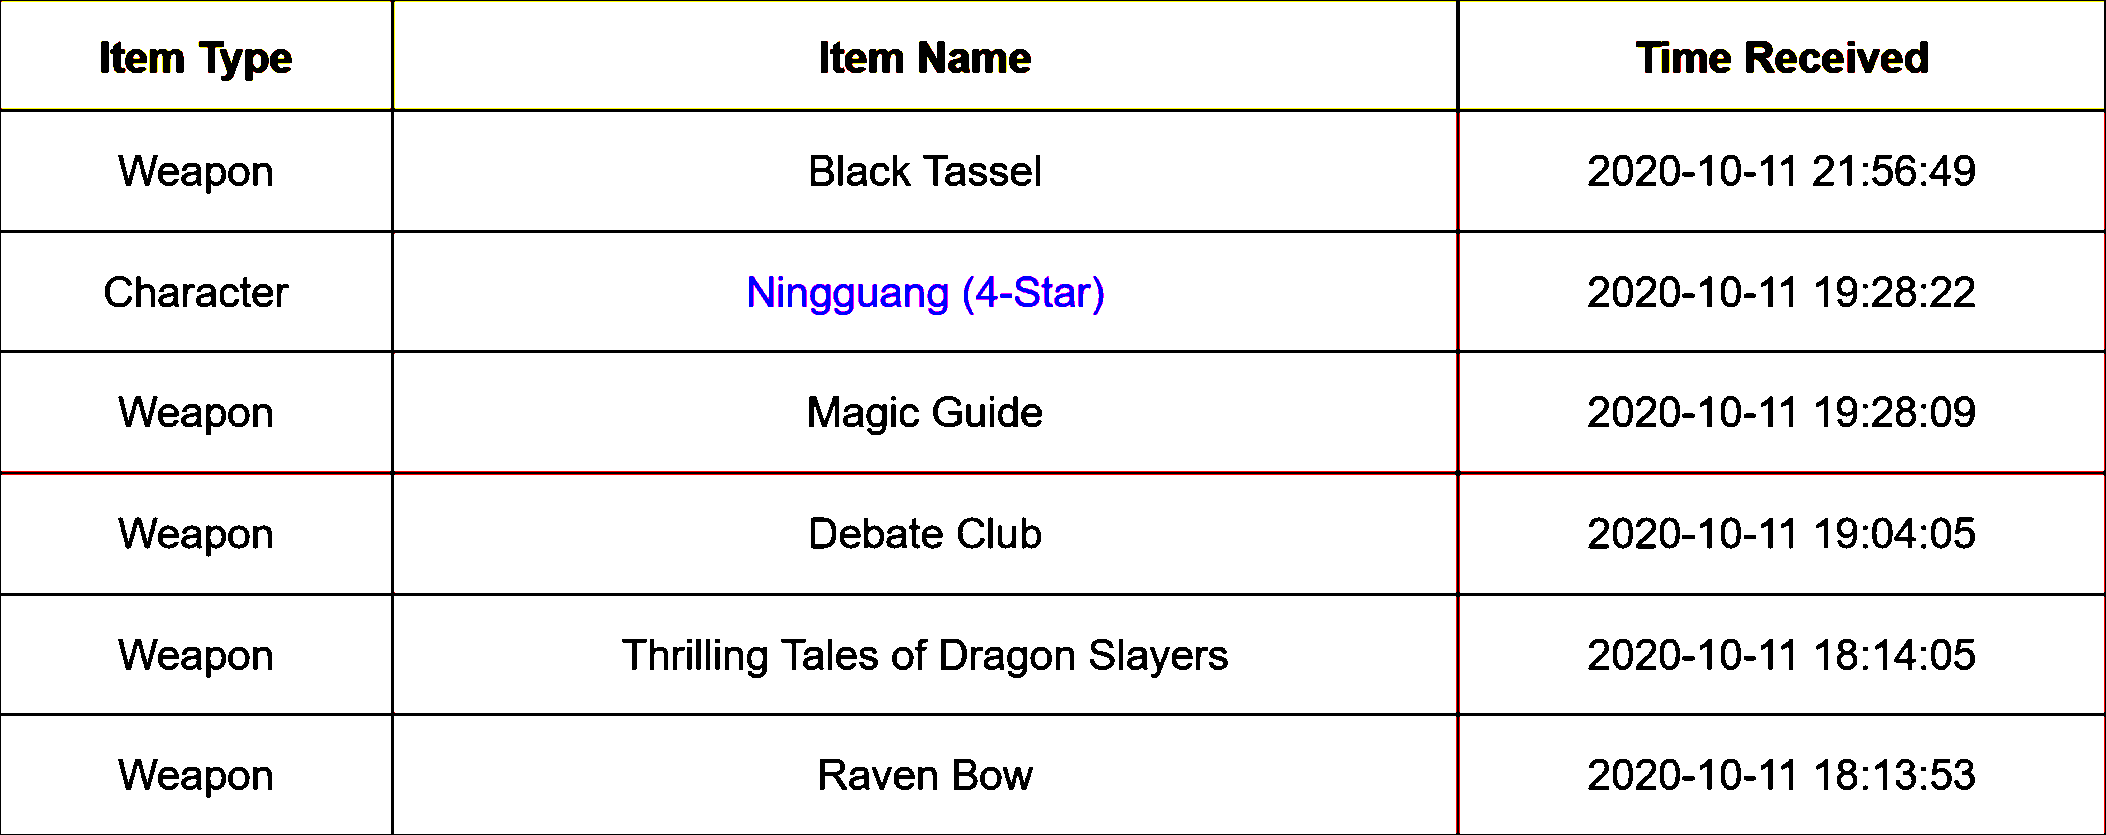 Item Type Item Name Time Received
Weapon Black Tassel 2020-10-11 21:56:49
Character Ningguang (4-Star) 2020-10-11 19:28:22
Weapon Magic Guide 2020-10-11 19:28:09
Weapon Debate Club 2020-10-11 19:04:05
Weapon Thrilling Tales of Dragon Slayers 2020-10-11 18:14:05
Weapon Raven Bow 2020-10-11 18:13:53